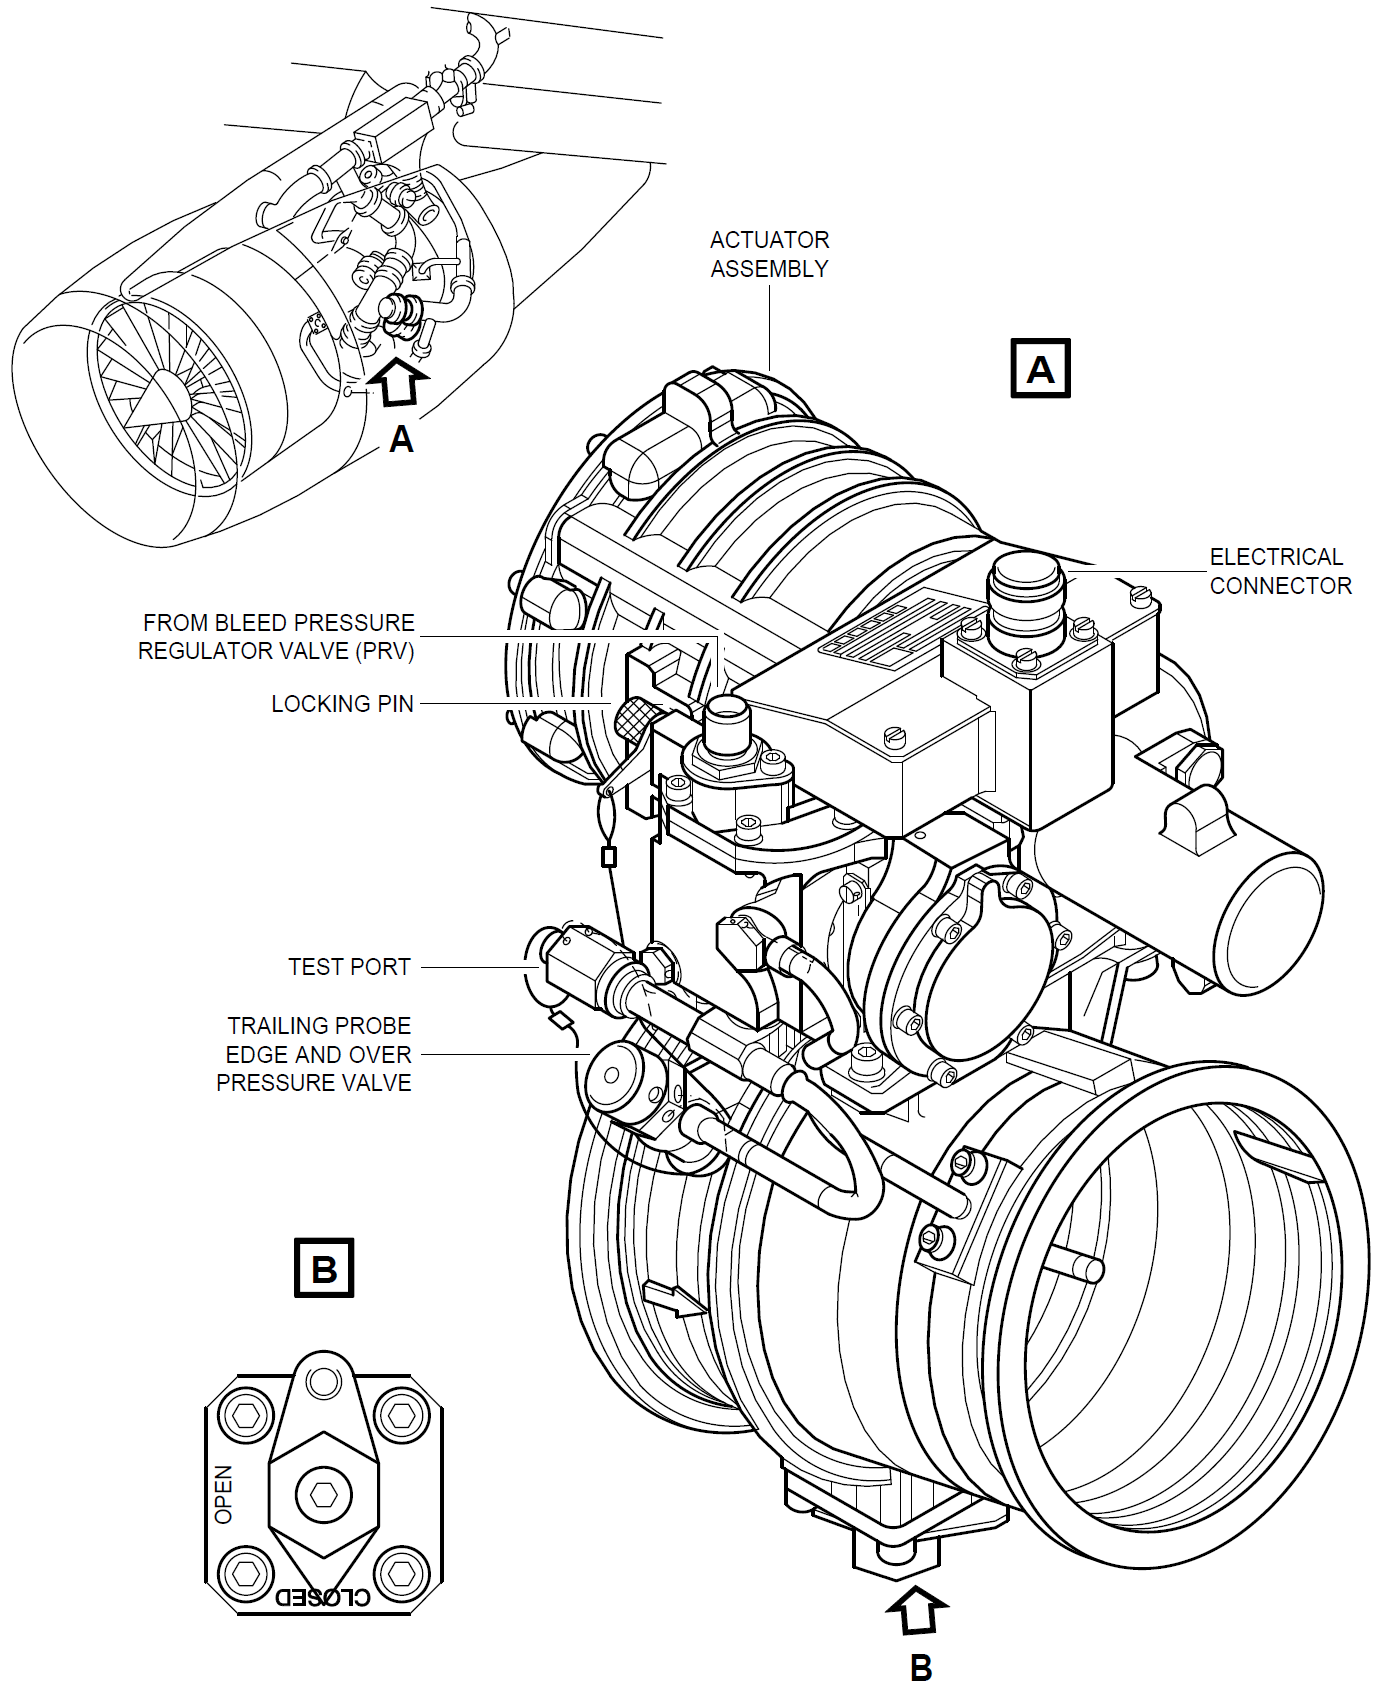 ACTUATOR
ASSEMBLY
A
A
ELECTRICAL
CONNECTOR
FROM BLEED PRESSURE
REGULATOR VALVE (PRV)
LOCKING PIN
TEST PORT
TRAILING PROBE
EDGE AND OVER
PRESSURE VALVE
B
OPEN
CLOSED
B